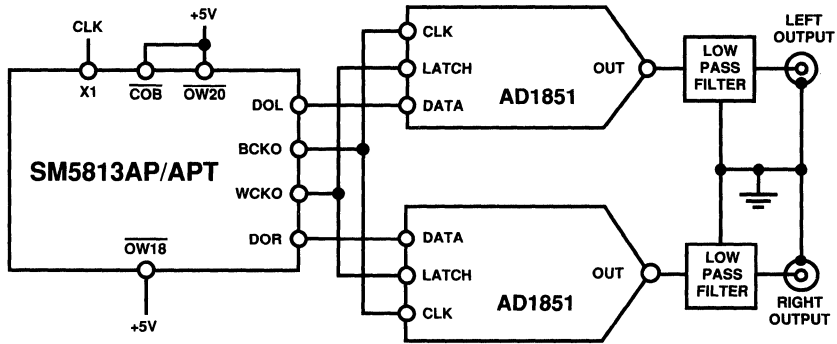 CLK
+5V
X1
COB
OW20
SM5813AP/APT
DOL
BCKO
WCKO
DOR
OW18
+5V
CLK
LATCH
DATA
OUT
AD1851
LOW
PASS
FILTER
LEFT
OUTPUT
DATA
LATCH
CLK
OUT
AD1851
LOW
PASS
FILTER
RIGHT
OUTPUT